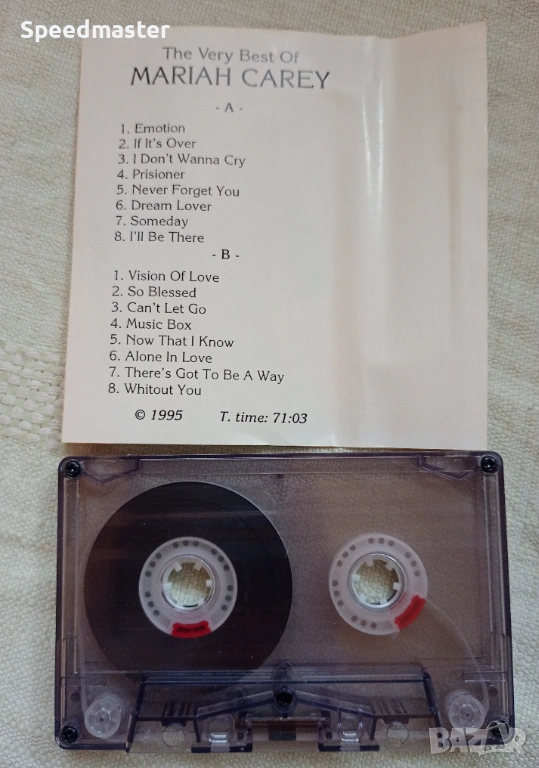 Speedmaster
The Very Best Of
MARIAH CAREY
- A -
1. Emotion
2. If It's Over
3. I Don't Wanna Cry
4. Prisioner
5. Never Forget You
6. Dream Lover
7. Someday
8. I'll Be There
- B -
1. Vision Of Love
2. So Blessed
3. Can't Let Go
4. Music Box
5. Now That I Know
6. Alone In Love
7. There's Got To Be A Way
8. Whitout You
© 1995 T. time: 71:03
BAZAR